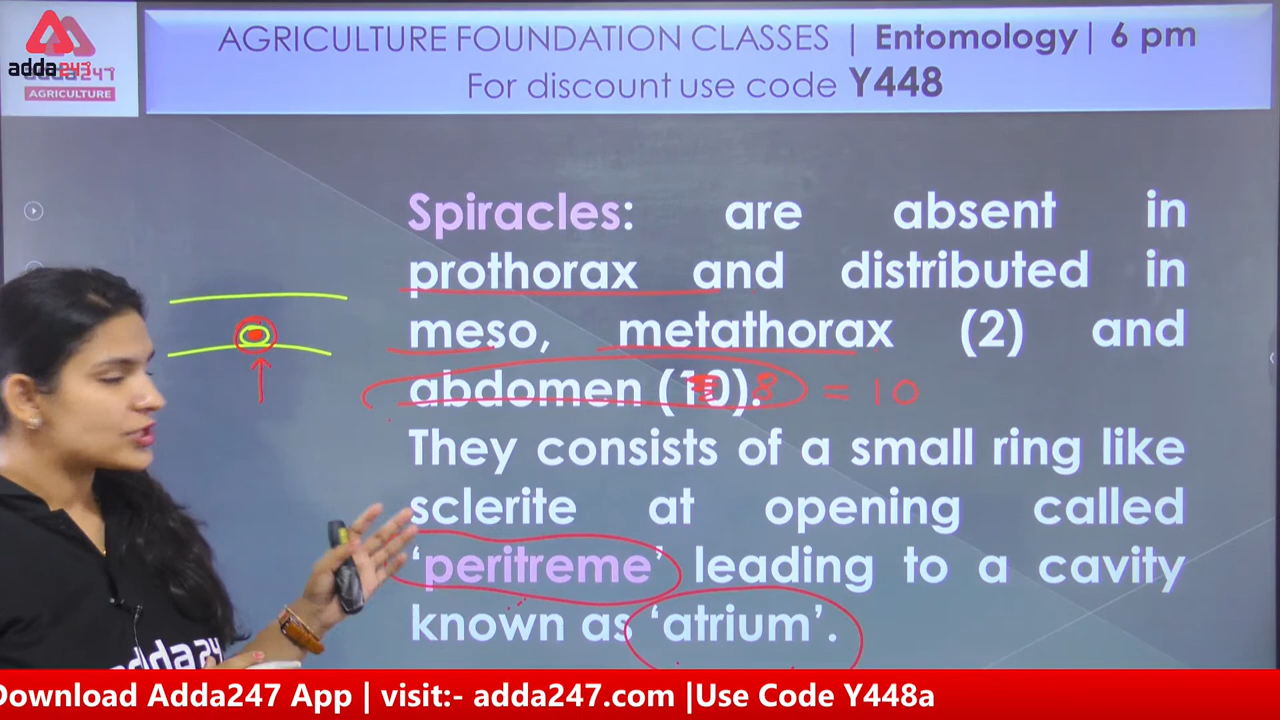 adda247
adda247
AGRICULTURE
AGRICULTURE FOUNDATION CLASSES | Entomology| 6 pm
For discount use code Y448
Spiracles: are absent in
prothorax and distributed in
meso, metathorax (2) and
abdomen (10). 8 = 10
They consists of a small ring like
sclerite at opening called
‘peritreme’ leading to a cavity
known as ‘atrium’.
adda247
Download Adda247 App | visit:- adda247.com |Use Code Y448a